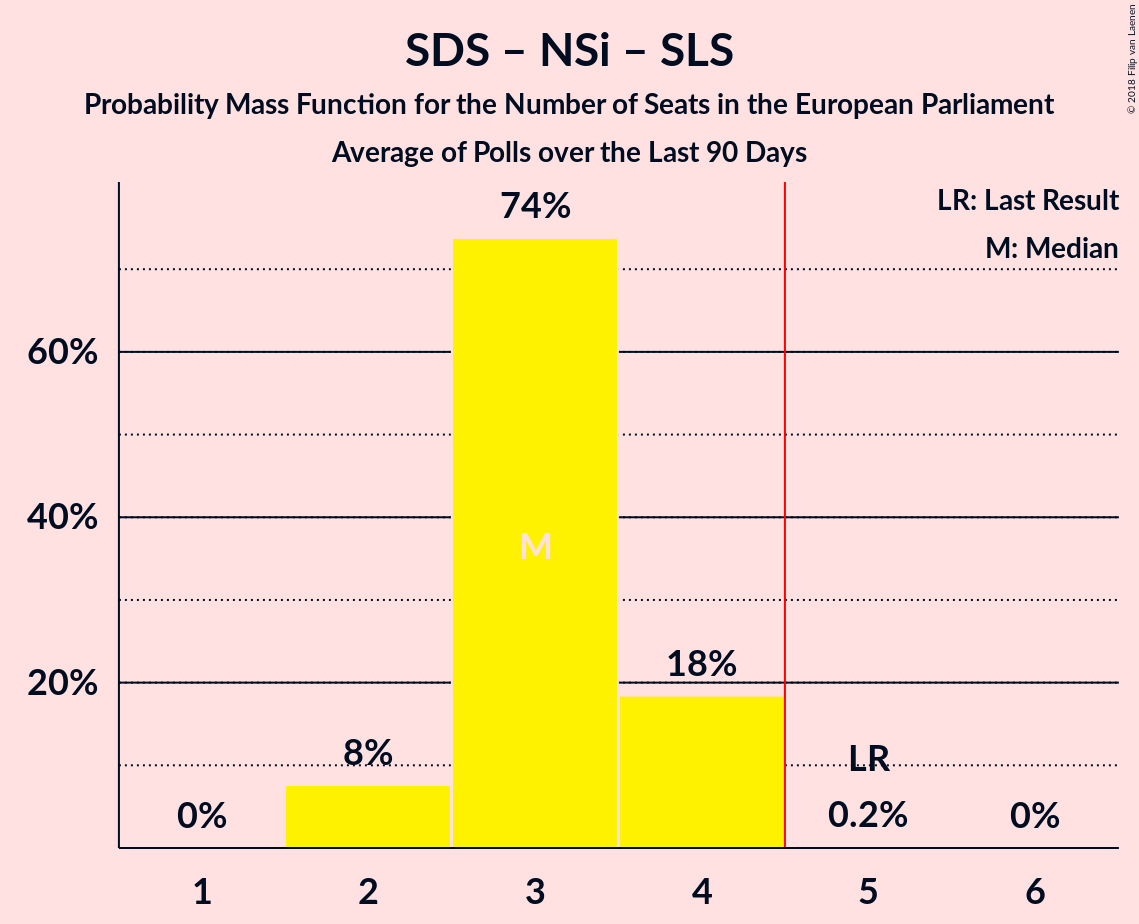 SDS – NSi – SLS
Probability Mass Function for the Number of Seats in the European Parliament
Average of Polls over the Last 90 Days
© 2018 Filip van Laenen
LR: Last Result
M: Median
74%
60%
40%
M
20%
18%
8%
LR
0%
0.2%
0%
1 2 3 4 5 6